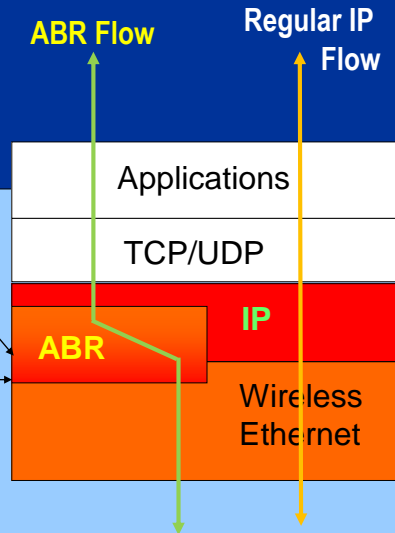 ABR Flow
Regular IP
Flow
Applications
TCP/UDP
IP
ABR
Wireless
Ethernet